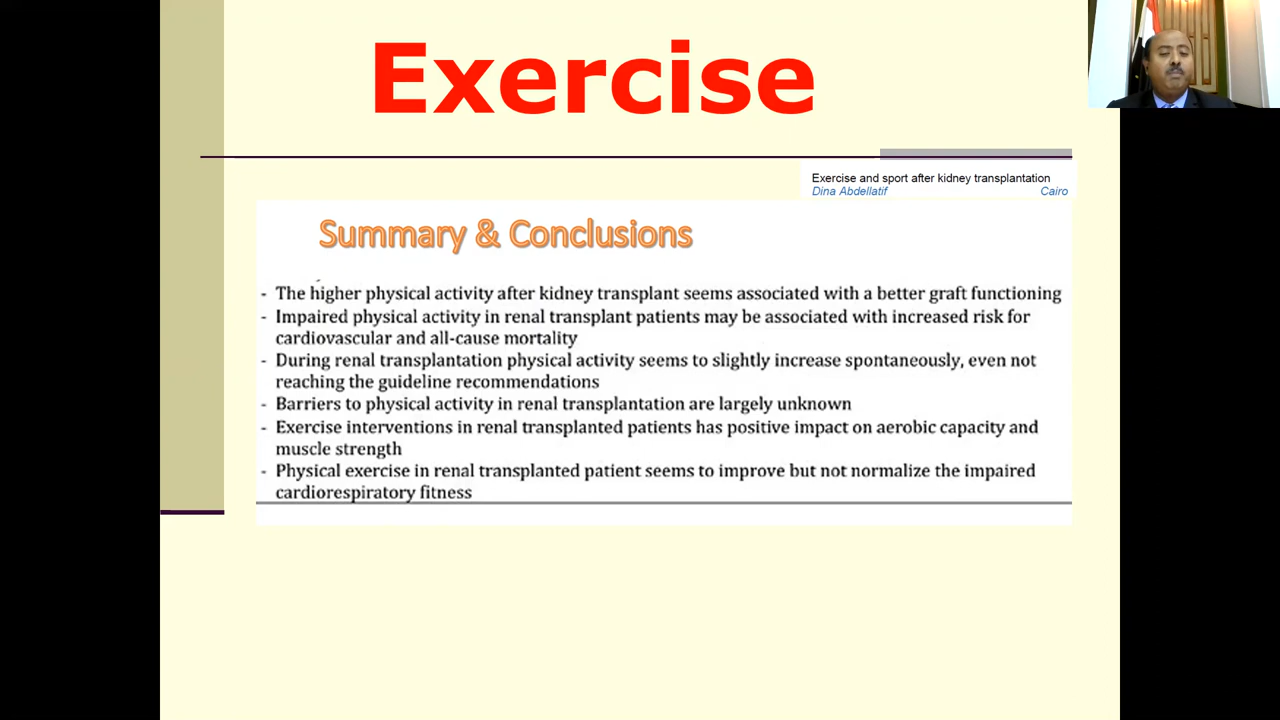 Exercise
Exercise and sport after kidney transplantation
Dina Abdellatif Cairo
Summary & Conclusions
- The higher physical activity after kidney transplant seems associated with a better graft functioning
- Impaired physical activity in renal transplant patients may be associated with increased risk for
cardiovascular and all-cause mortality
- During renal transplantation physical activity seems to slightly increase spontaneously, even not
reaching the guideline recommendations
- Barriers to physical activity in renal transplantation are largely unknown
- Exercise interventions in renal transplanted patients has positive impact on aerobic capacity and
muscle strength
- Physical exercise in renal transplanted patient seems to improve but not normalize the impaired
cardiorespiratory fitness